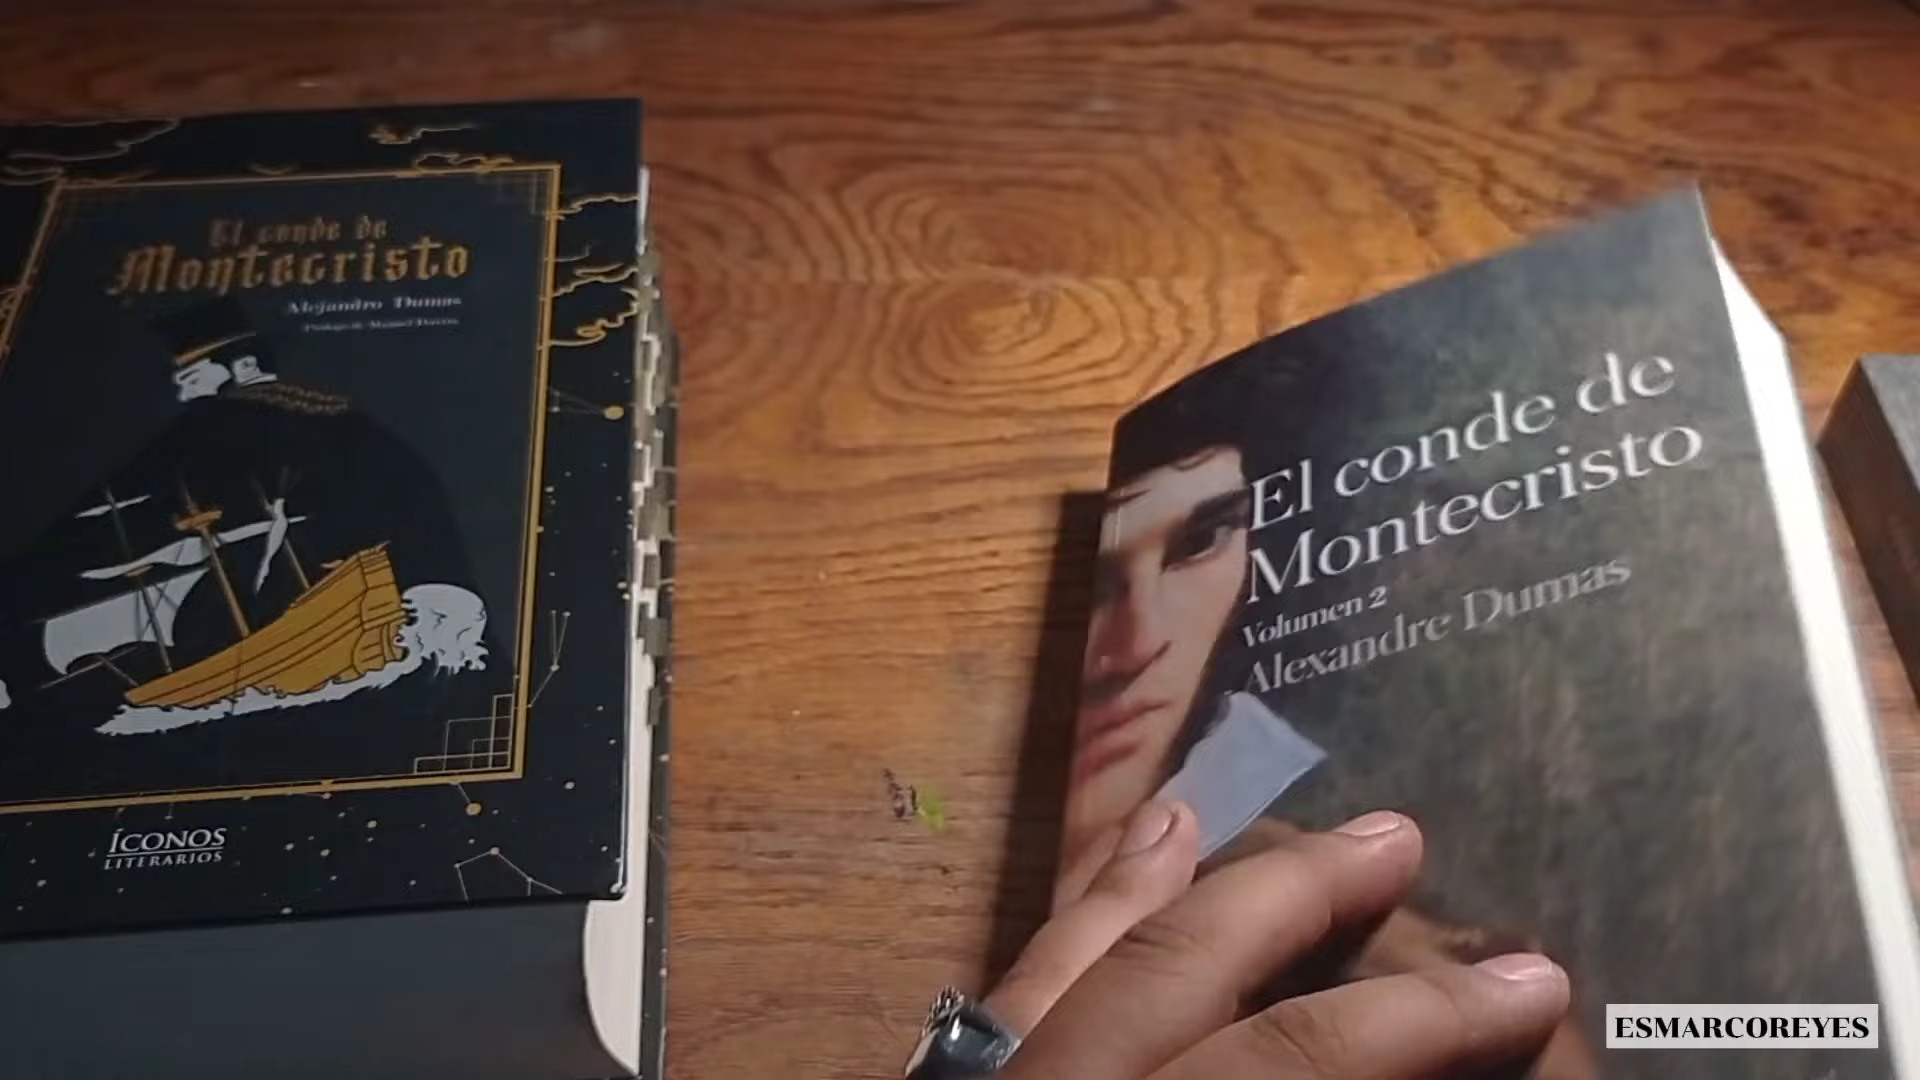 El conde de
Montecristo
Alejandro Dumas
ÍCONOS
LITERARIOS
El conde de
Montecristo
Volumen 2
Alexandre Dumas
ESMARCOREYES